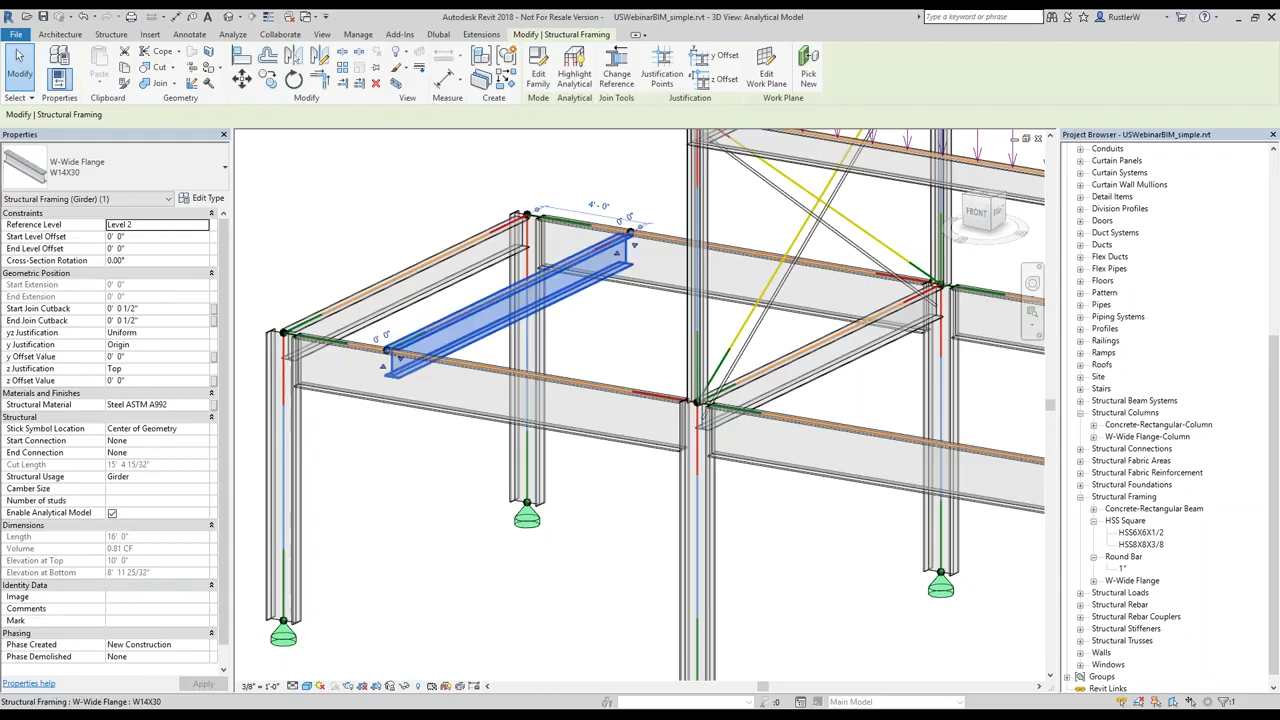 Autodesk Revit 2018 - Not For Resale Version - USWebinarBIM_simple.rvt - 3D View: Analytical Model
Type a keyword or phrase
RustlerW
File Architecture Structure Insert Annotate Analyze Collaborate View Manage Add-Ins Dlubal Extensions Modify | Structural Framing
Modify
Paste
Cope
Cut
Join
Edit Family
Highlight Analytical
Change Reference
Justification Points
y Offset
z Offset
Edit Work Plane
Pick New
Select Properties Clipboard Geometry Modify View Measure Create Mode Analytical Join Tools Justification Work Plane
Modify | Structural Framing
Properties
W-Wide Flange
W14X30
Structural Framing (Girder) (1) Edit Type
Constraints
Reference Level Level 2
Start Level Offset 0' 0"
End Level Offset 0' 0"
Cross-Section Rotation 0.00°
Geometric Position
Start Extension 0' 0"
End Extension 0' 0"
Start Join Cutback 0' 0 1/2"
End Join Cutback 0' 0 1/2"
yz Justification Uniform
y Justification Origin
y Offset Value 0' 0"
z Justification Top
z Offset Value 0' 0"
Materials and Finishes
Structural Material Steel ASTM A992
Structural
Stick Symbol Location Center of Geometry
Start Connection None
End Connection None
Cut Length 15' 4 15/32"
Structural Usage Girder
Camber Size
Number of studs
Enable Analytical Model
Dimensions
Length 16' 0"
Volume 0.81 CF
Elevation at Top 10' 0"
Elevation at Bottom 8' 11 25/32"
Identity Data
Image
Comments
Mark
Phasing
Phase Created New Construction
Phase Demolished None
Properties help Apply
4' - 0"
0' 0"
0' 0"
FRONT
3/8" = 1'-0"
Project Browser - USWebinarBIM_simple.rvt
Conduits
Curtain Panels
Curtain Systems
Curtain Wall Mullions
Detail Items
Division Profiles
Doors
Duct Systems
Ducts
Flex Ducts
Flex Pipes
Floors
Parking
Pattern
Pipes
Piping Systems
Profiles
Railings
Ramps
Roofs
Site
Stairs
Structural Beam Systems
Structural Columns
Concrete-Rectangular-Column
W-Wide Flange-Column
Structural Connections
Structural Fabric Areas
Structural Fabric Reinforcement
Structural Foundations
Structural Framing
Concrete-Rectangular Beam
HSS Square
HSS6X6X1/2
HSS8X8X3/8
Round Bar
1"
W-Wide Flange
Structural Loads
Structural Rebar
Structural Rebar Couplers
Structural Stiffeners
Structural Trusses
Walls
Windows
Groups
Revit Links
Structural Framing : W-Wide Flange : W14X30
:0
Main Model
:1